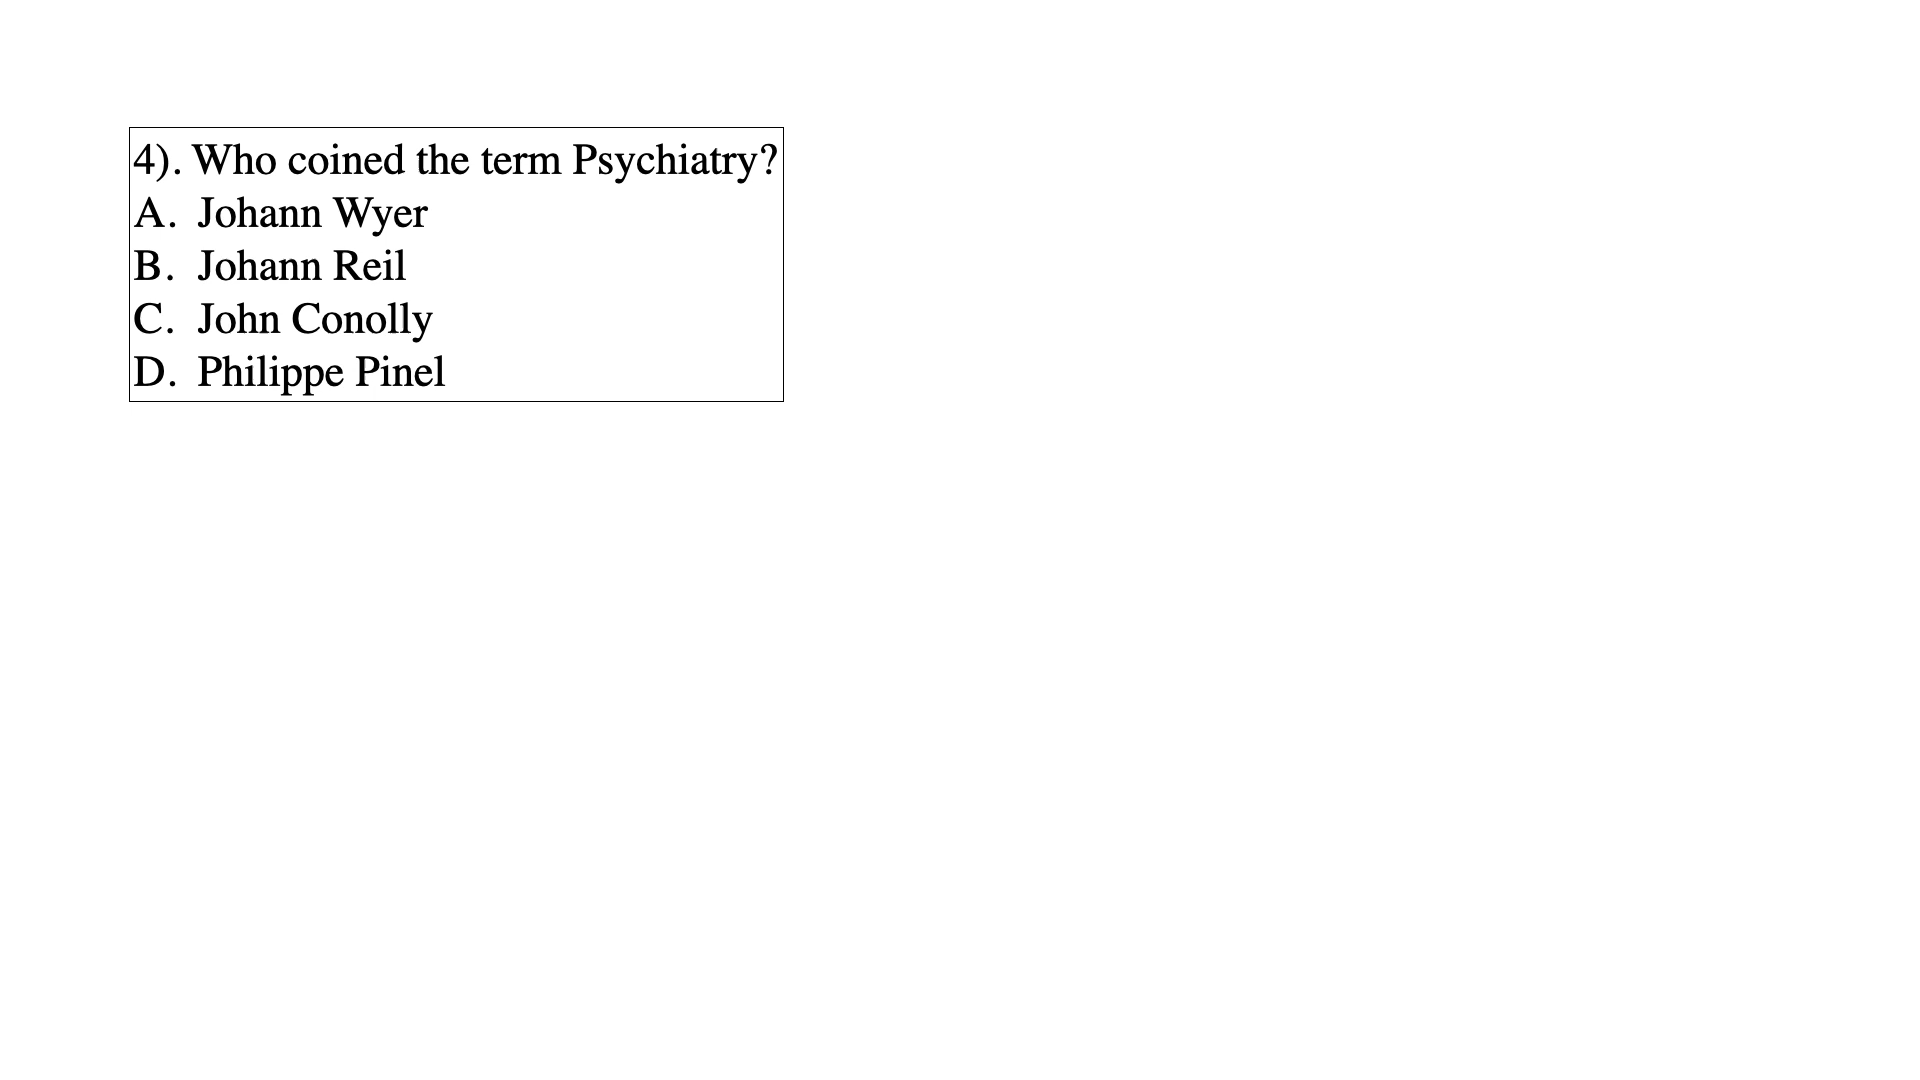 4). Who coined the term Psychiatry?
A. Johann Wyer
B. Johann Reil
C. John Conolly
D. Philippe Pinel